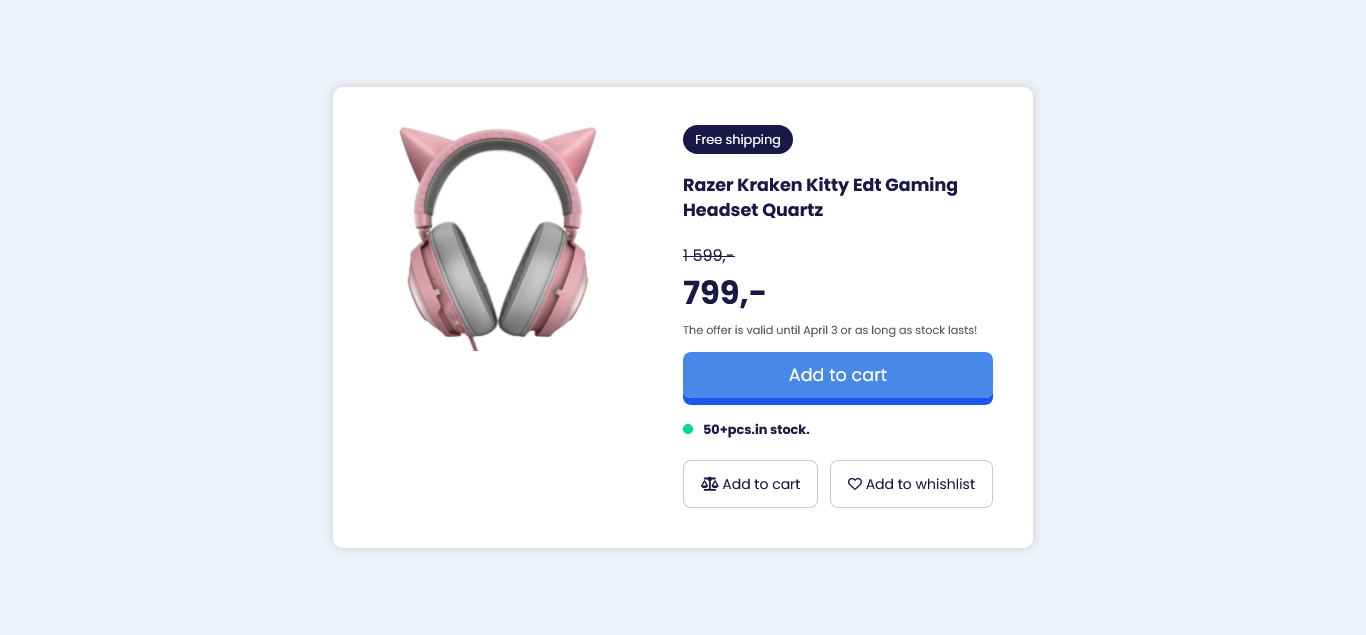 Free shipping
Razer Kraken Kitty Edt Gaming
Headset Quartz
1 599,-
799,-
The offer is valid until April 3 or as long as stock lasts!
Add to cart
50+pcs.in stock.
Add to cart
Add to whishlist